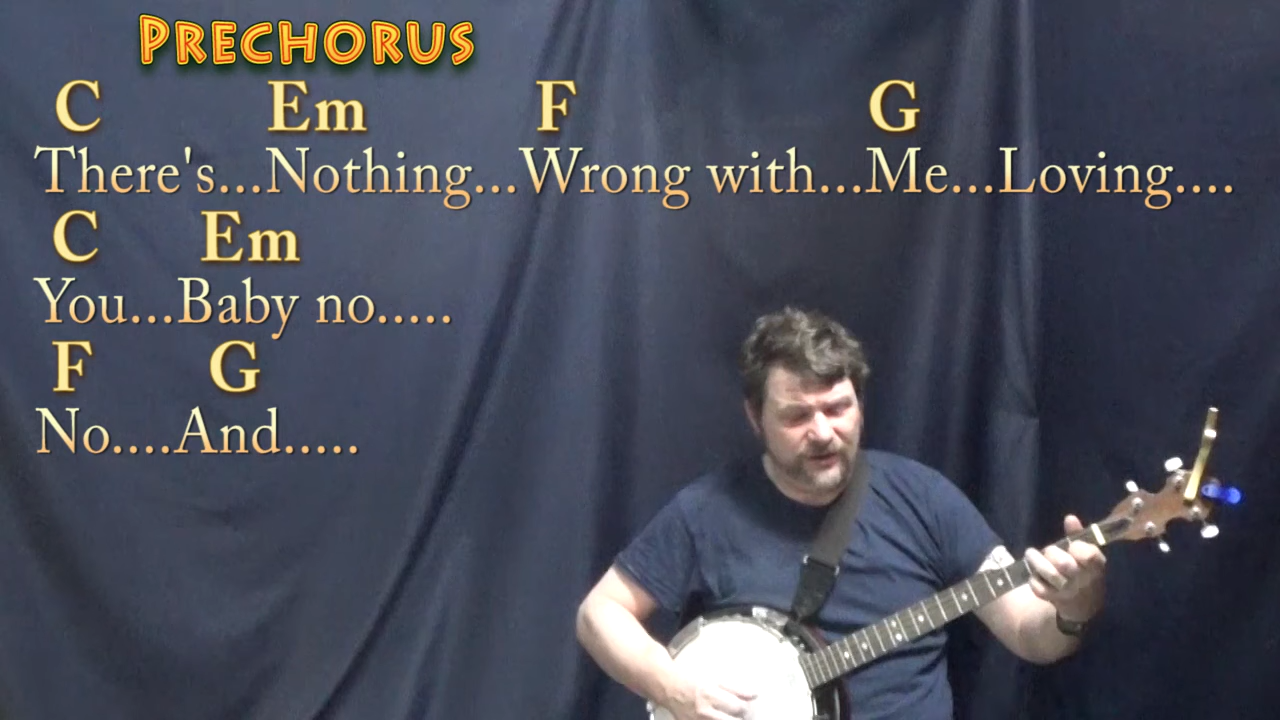 PRECHORUS
C Em F G
There's...Nothing...Wrong with...Me...Loving....
C Em
You...Baby no.....
F G
No....And.....